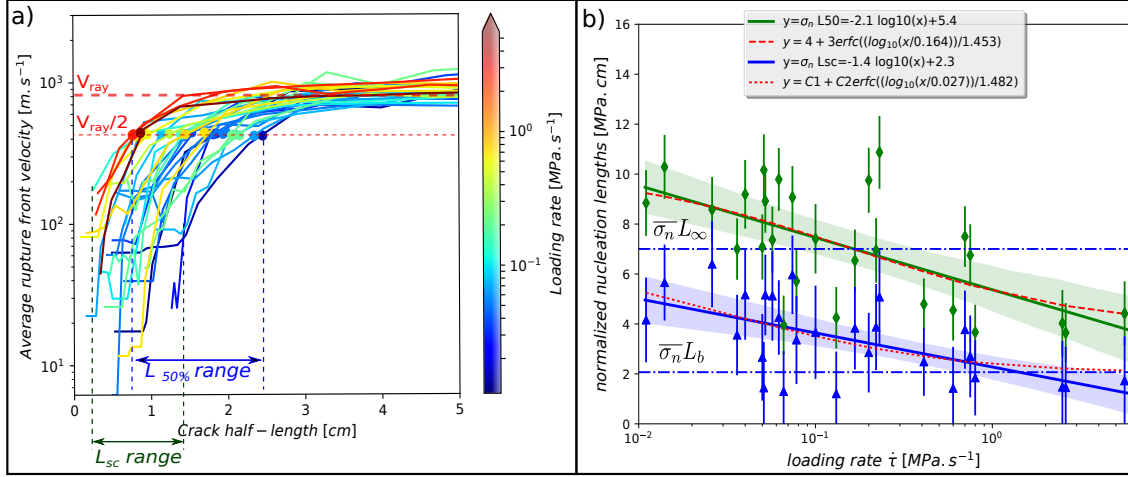 a)
Average rupture front velocity [m.s⁻¹]
10³
10²
10¹
V_ray
V_ray/2
0 1 2 3 4 5
Crack half−length [cm]
L_50% range
L_sc range
Loading rate [MPa.s⁻¹]
10⁰
10⁻¹
b)
normalized nucleation lengths [MPa.cm]
16
14
12
10
8
6
4
2
0
y=σ_n L50=-2.1 log10(x)+5.4
y = 4 + 3erfc((log₁₀(x/0.164))/1.453)
y=σ_n Lsc=-1.4 log10(x)+2.3
y = C1 + C2erfc((log₁₀(x/0.027))/1.482)
σ̅_n̅L_∞
σ̅_n̅L_b
10⁻² 10⁻¹ 10⁰
loading rate τ̇ [MPa.s⁻¹]